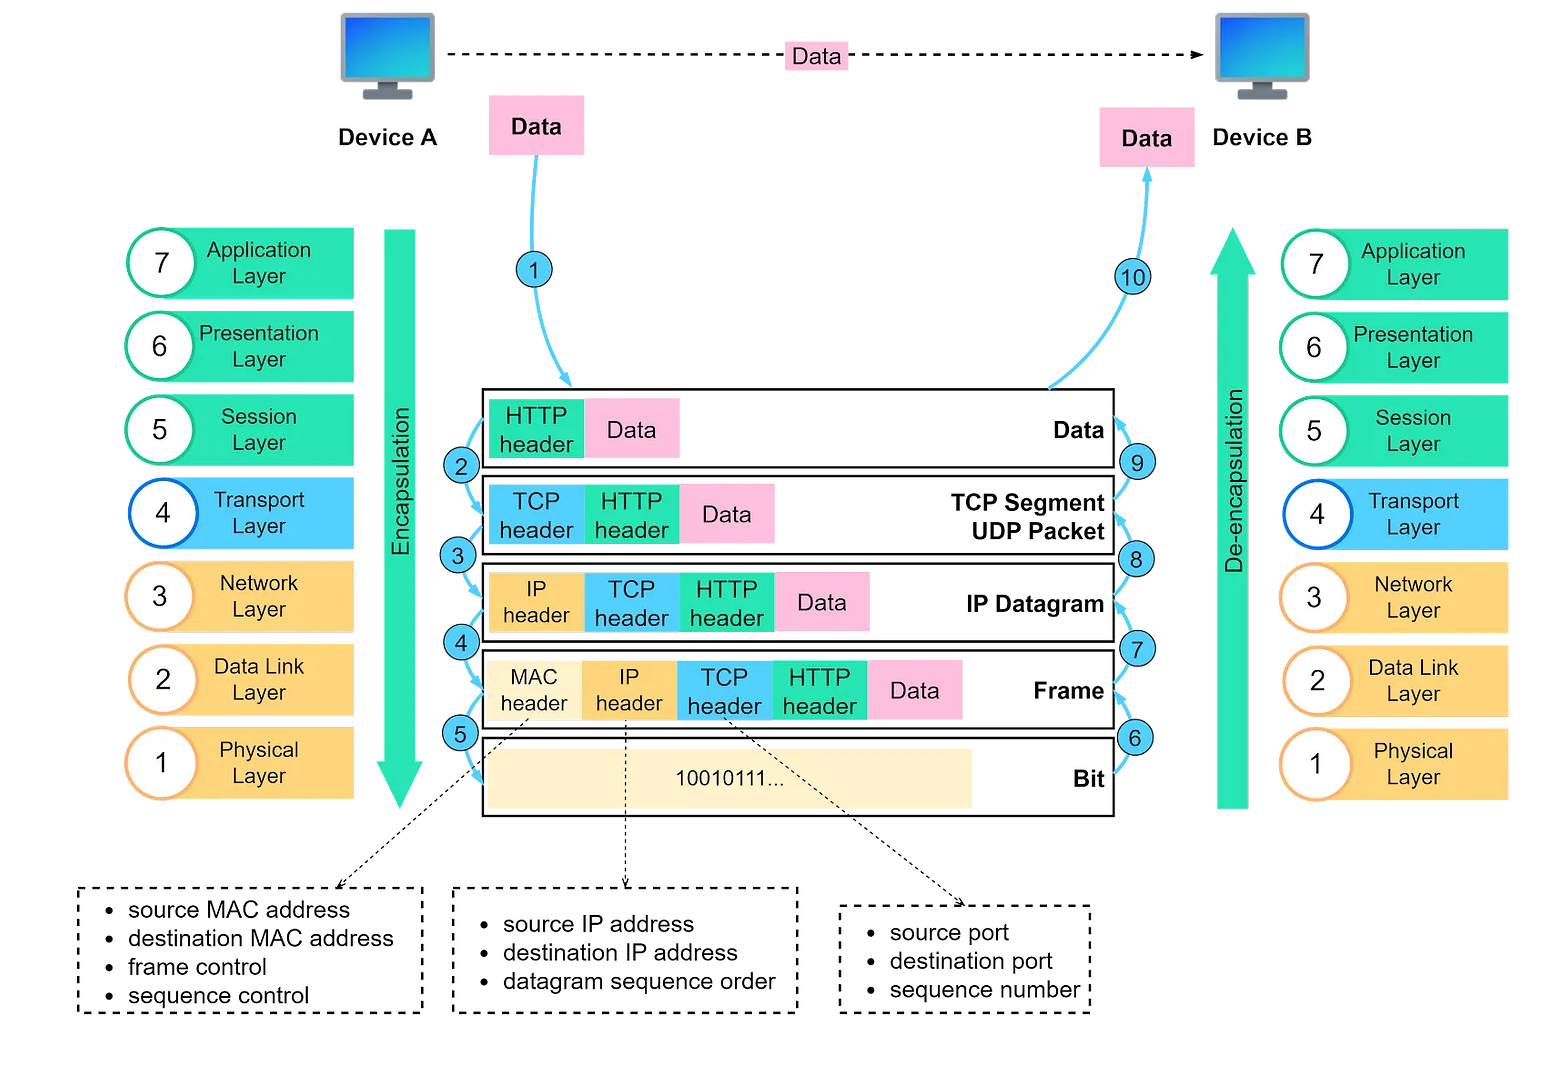 Data
Device A
Data
Data
Device B
7
Application
Layer
6
Presentation
Layer
5
Session
Layer
4
Transport
Layer
3
Network
Layer
2
Data Link
Layer
1
Physical
Layer
Encapsulation
1
10
HTTP
header
Data
Data
2
9
TCP
header
HTTP
header
Data
TCP Segment
UDP Packet
3
8
IP
header
TCP
header
HTTP
header
Data
IP Datagram
4
7
MAC
header
IP
header
TCP
header
HTTP
header
Data
Frame
5
6
10010111...
Bit
De-encapsulation
7
Application
Layer
6
Presentation
Layer
5
Session
Layer
4
Transport
Layer
3
Network
Layer
2
Data Link
Layer
1
Physical
Layer
• source MAC address
• destination MAC address
• frame control
• sequence control
• source IP address
• destination IP address
• datagram sequence order
• source port
• destination port
• sequence number